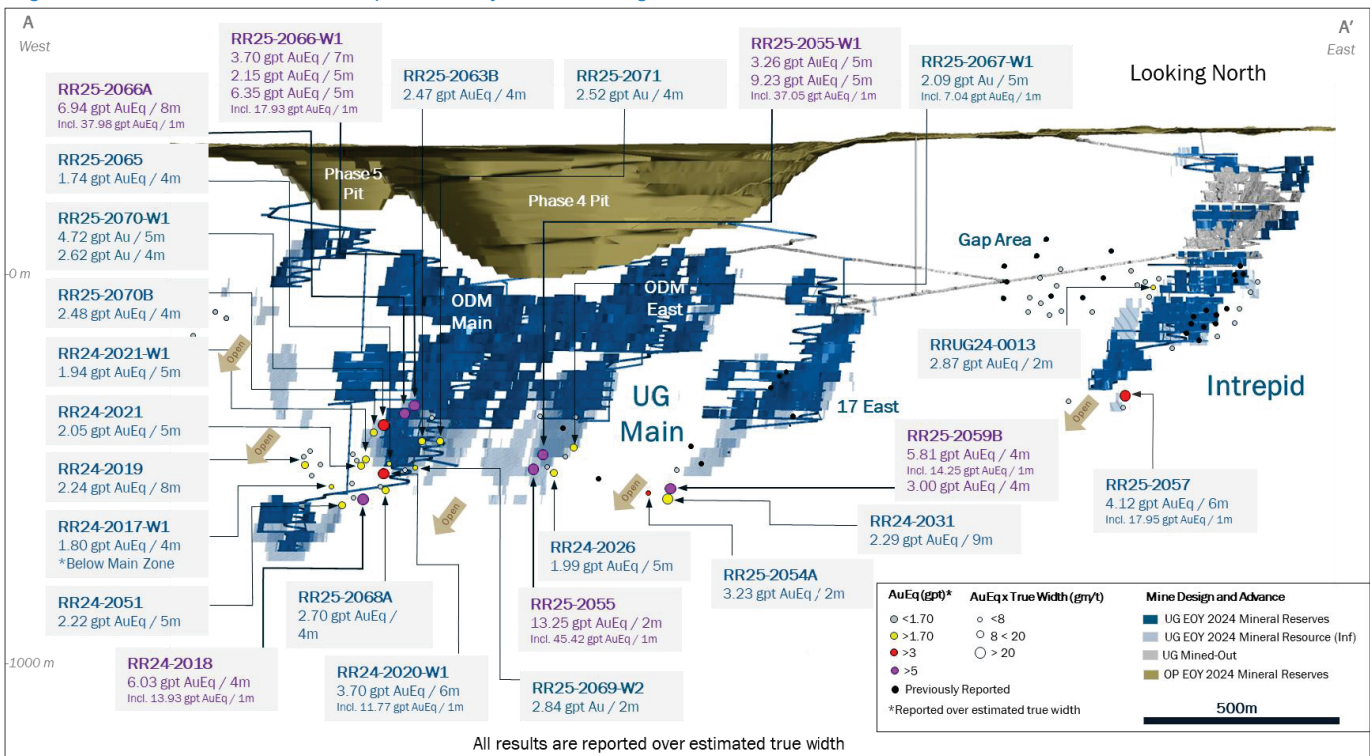 A
West
A'
East
Looking North
RR25-2066-W1
3.70 gpt AuEq / 7m
2.15 gpt AuEq / 5m
6.35 gpt AuEq / 5m
Incl. 17.93 gpt AuEq / 1m
RR25-2063B
2.47 gpt AuEq / 4m
RR25-2071
2.52 gpt Au / 4m
RR25-2055-W1
3.26 gpt AuEq / 5m
9.23 gpt AuEq / 5m
Incl. 37.05 gpt AuEq / 1m
RR25-2067-W1
2.09 gpt Au / 5m
Incl. 7.04 gpt AuEq / 1m
RR25-2066A
6.94 gpt AuEq / 8m
Incl. 37.98 gpt AuEq / 1m
RR25-2065
1.74 gpt AuEq / 4m
RR25-2070-W1
4.72 gpt Au / 5m
2.62 gpt Au / 4m
RR25-2070B
2.48 gpt AuEq / 4m
RR24-2021-W1
1.94 gpt AuEq / 5m
RR24-2021
2.05 gpt AuEq / 5m
RR24-2019
2.24 gpt AuEq / 8m
RR24-2017-W1
1.80 gpt AuEq / 4m
*Below Main Zone
RR24-2051
2.22 gpt AuEq / 5m
RR24-2018
6.03 gpt AuEq / 4m
Incl. 13.93 gpt AuEq / 1m
RR25-2068A
2.70 gpt AuEq /
4m
RR24-2020-W1
3.70 gpt AuEq / 6m
Incl. 11.77 gpt AuEq / 1m
RR25-2069-W2
2.84 gpt Au / 2m
RR25-2055
13.25 gpt AuEq / 2m
Incl. 45.42 gpt AuEq / 1m
RR24-2026
1.99 gpt AuEq / 5m
RR25-2054A
3.23 gpt AuEq / 2m
RR24-2031
2.29 gpt AuEq / 9m
RR25-2059B
5.81 gpt AuEq / 4m
Incl. 14.25 gpt AuEq / 1m
3.00 gpt AuEq / 4m
RRUG24-0013
2.87 gpt AuEq / 2m
RR25-2057
4.12 gpt AuEq / 6m
Incl. 17.95 gpt AuEq / 1m
Phase 5
Pit
Phase 4 Pit
ODM
Main
ODM
East
UG
Main
17 East
Gap Area
Intrepid
Open
Open
Open
Open
Open
-0 m
-1000 m
AuEq (gpt)*
<1.70
>1.70
>3
>5
Previously Reported
*Reported over estimated true width
AuEq x True Width (gm/t)
<8
8 < 20
> 20
Mine Design and Advance
UG EOY 2024 Mineral Reserves
UG EOY 2024 Mineral Resource (Inf)
UG Mined-Out
OP EOY 2024 Mineral Reserves
500m
All results are reported over estimated true width